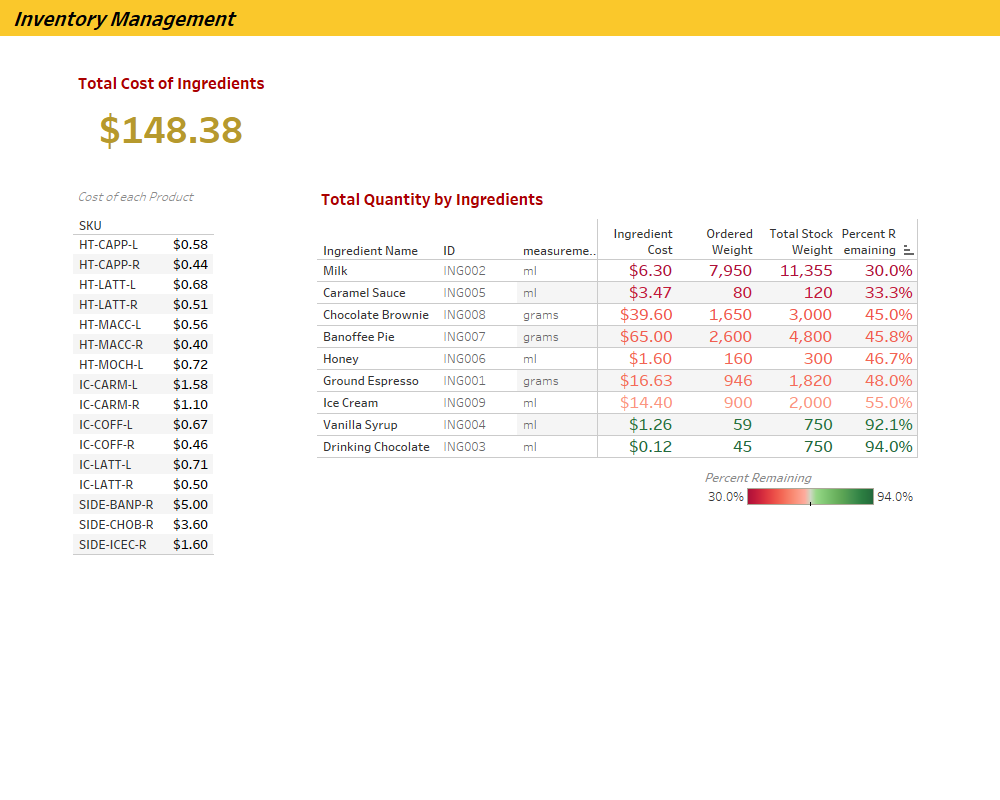 Inventory Management
Total Cost of Ingredients
$148.38
Cost of each Product
SKU
HT-CAPP-L $0.58
HT-CAPP-R $0.44
HT-LATT-L $0.68
HT-LATT-R $0.51
HT-MACC-L $0.56
HT-MACC-R $0.40
HT-MOCH-L $0.72
IC-CARM-L $1.58
IC-CARM-R $1.10
IC-COFF-L $0.67
IC-COFF-R $0.46
IC-LATT-L $0.71
IC-LATT-R $0.50
SIDE-BANP-R $5.00
SIDE-CHOB-R $3.60
SIDE-ICEC-R $1.60
Total Quantity by Ingredients
Ingredient Ordered Total Stock Percent R
Ingredient Name ID measureme.. Cost Weight Weight emaining
Milk ING002 ml $6.30 7,950 11,355 30.0%
Caramel Sauce ING005 ml $3.47 80 120 33.3%
Chocolate Brownie ING008 grams $39.60 1,650 3,000 45.0%
Banoffee Pie ING007 grams $65.00 2,600 4,800 45.8%
Honey ING006 ml $1.60 160 300 46.7%
Ground Espresso ING001 grams $16.63 946 1,820 48.0%
Ice Cream ING009 ml $14.40 900 2,000 55.0%
Vanilla Syrup ING004 ml $1.26 59 750 92.1%
Drinking Chocolate ING003 ml $0.12 45 750 94.0%
Percent Remaining
30.0% 94.0%